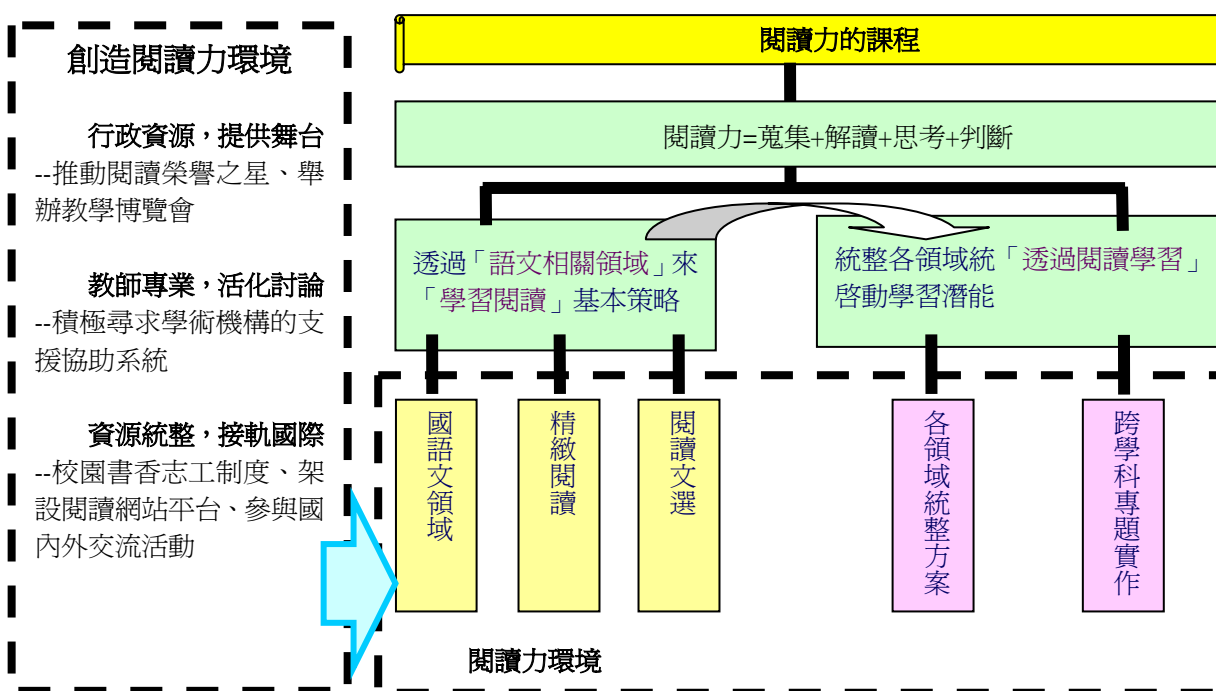 創造閱讀力環境
行政資源，提供舞台
--推動閱讀榮譽之星、舉
辦教學博覽會
教師專業，活化討論
--積極尋求學術機構的支
援協助系統
資源統整，接軌國際
--校園書香志工制度、架
設閱讀網站平台、參與國
內外交流活動
閱讀力的課程
閱讀力=蒐集+解讀+思考+判斷
透過「語文相關領域」來
「學習閱讀」基本策略
統整各領域統「透過閱讀學習」
啓動學習潛能
國語文領域
精緻閱讀
閱讀文選
各領域統整方案
跨學科專題實作
閱讀力環境